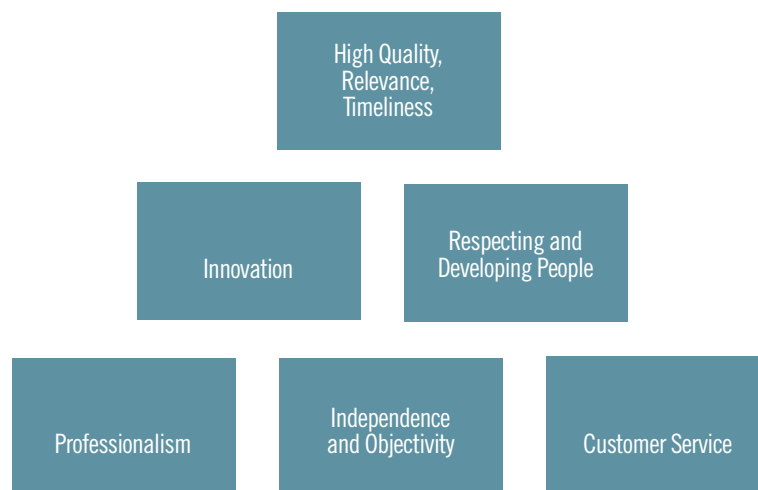 High Quality,
Relevance,
Timeliness
Innovation
Respecting and
Developing People
Professionalism
Independence
and Objectivity
Customer Service